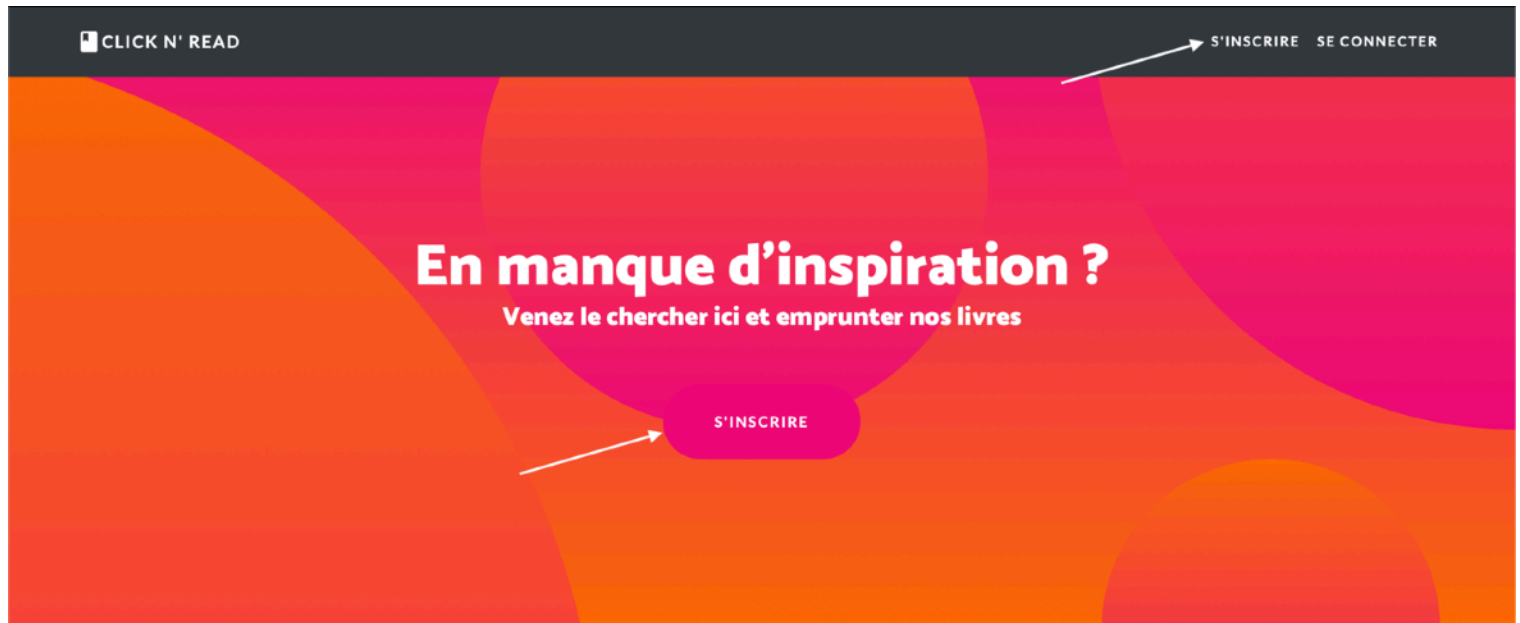 CLICK N' READ
S'INSCRIRE SE CONNECTER
En manque d'inspiration ?
Venez le chercher ici et emprunter nos livres
S'INSCRIRE